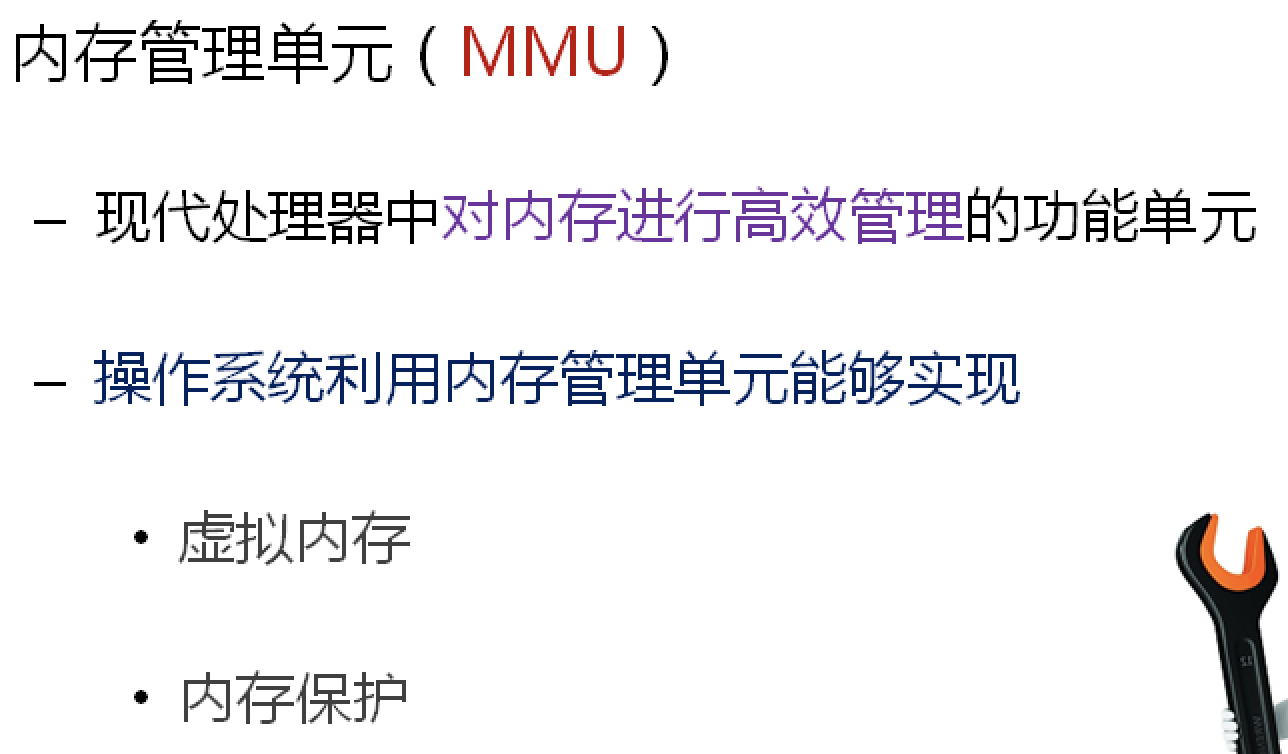 内存管理单元（MMU）
– 现代处理器中对内存进行高效管理的功能单元
– 操作系统利用内存管理单元能够实现
• 虚拟内存
• 内存保护